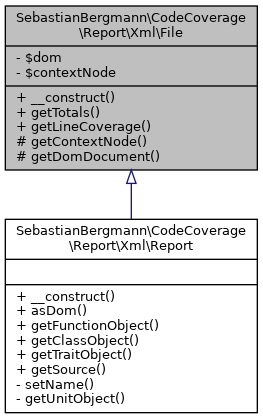 SebastianBergmann\CodeCoverage
\Report\Xml\File
- $dom
- $contextNode
+ __construct()
+ getTotals()
+ getLineCoverage()
# getContextNode()
# getDomDocument()
SebastianBergmann\CodeCoverage
\Report\Xml\Report
+ __construct()
+ asDom()
+ getFunctionObject()
+ getClassObject()
+ getTraitObject()
+ getSource()
- setName()
- getUnitObject()